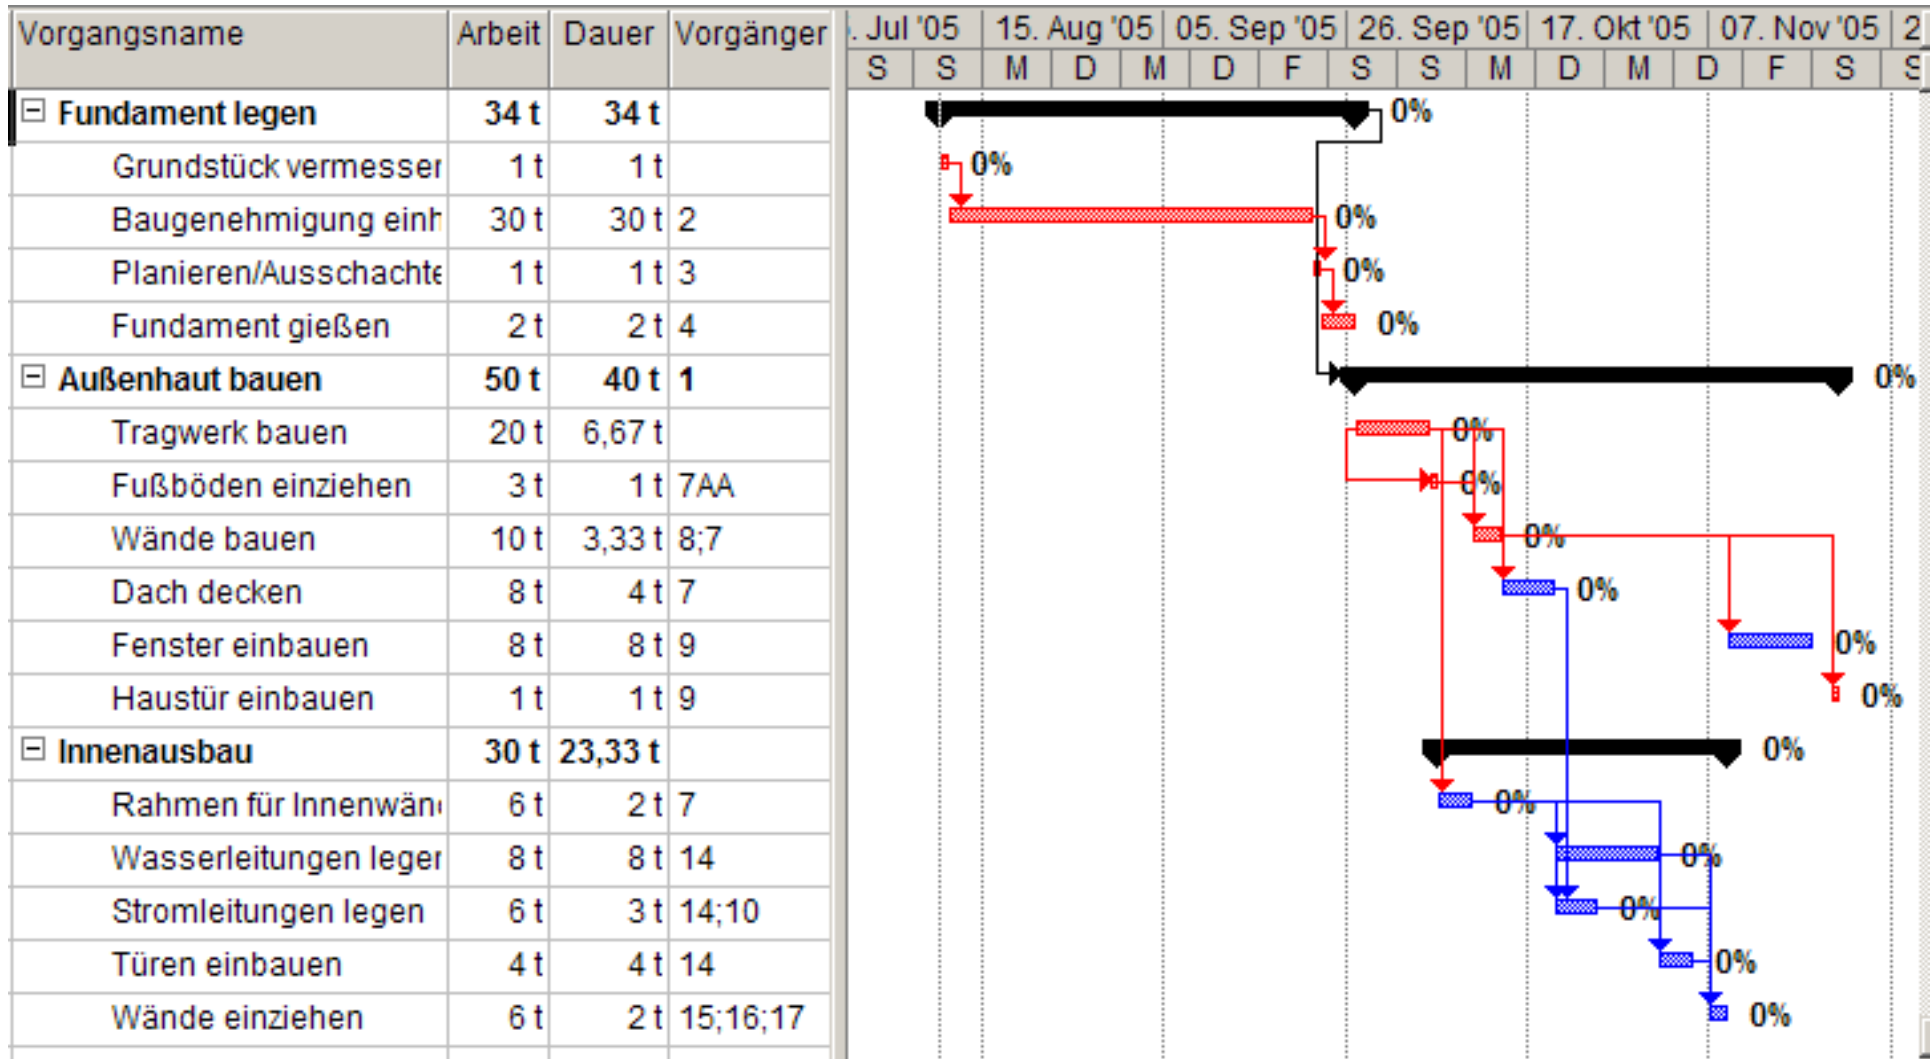 Vorgangsname Arbeit Dauer Vorgänger . Jul '05 15. Aug '05 05. Sep '05 26. Sep '05 17. Okt '05 07. Nov '05 2
S S M D M D F S S M D M D F S S
Fundament legen 34 t 34 t 0%
Grundstück vermesser 1 t 1 t 0%
Baugenehmigung einh 30 t 30 t 2 0%
Planieren/Ausschachte 1 t 1 t 3 0%
Fundament gießen 2 t 2 t 4 0%
Außenhaut bauen 50 t 40 t 1 0%
Tragwerk bauen 20 t 6,67 t 0%
Fußböden einziehen 3 t 1 t 7AA 0%
Wände bauen 10 t 3,33 t 8;7 0%
Dach decken 8 t 4 t 7 0%
Fenster einbauen 8 t 8 t 9 0%
Haustür einbauen 1 t 1 t 9 0%
Innenausbau 30 t 23,33 t 0%
Rahmen für Innenwän 6 t 2 t 7 0%
Wasserleitungen leger 8 t 8 t 14 0%
Stromleitungen legen 6 t 3 t 14;10 0%
Türen einbauen 4 t 4 t 14 0%
Wände einziehen 6 t 2 t 15;16;17 0%